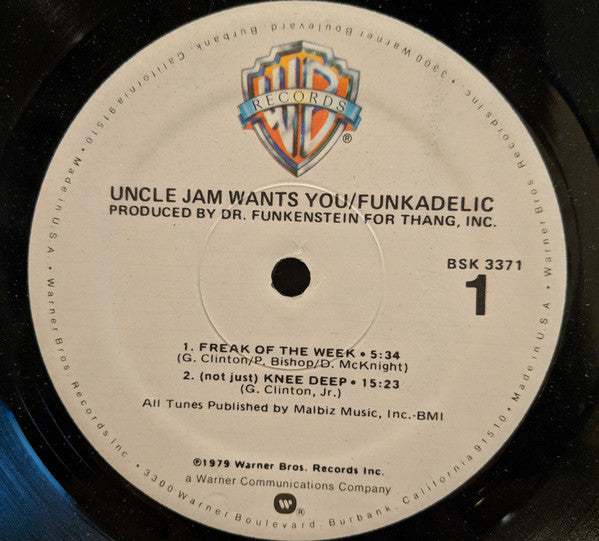 WB
RECORDS
®
UNCLE JAM WANTS YOU/FUNKADELIC
PRODUCED BY DR. FUNKENSTEIN FOR THANG, INC.
BSK 3371
1
1. FREAK OF THE WEEK • 5:34
(G. Clinton/P. Bishop/D. McKnight)
2. (not just) KNEE DEEP • 15:23
(G. Clinton, Jr.)
All Tunes Published by Malbiz Music, Inc.-BMI
℗1979 Warner Bros. Records Inc.
a Warner Communications Company
W ®
Warner Bros. Records Inc. • 3300 Warner Boulevard, Burbank, California 91510 • Made in U.S.A. • Warner Bros. Records Inc. • 3300 Warner Boulevard, Burbank, California 91510 • Made in U.S.A. •